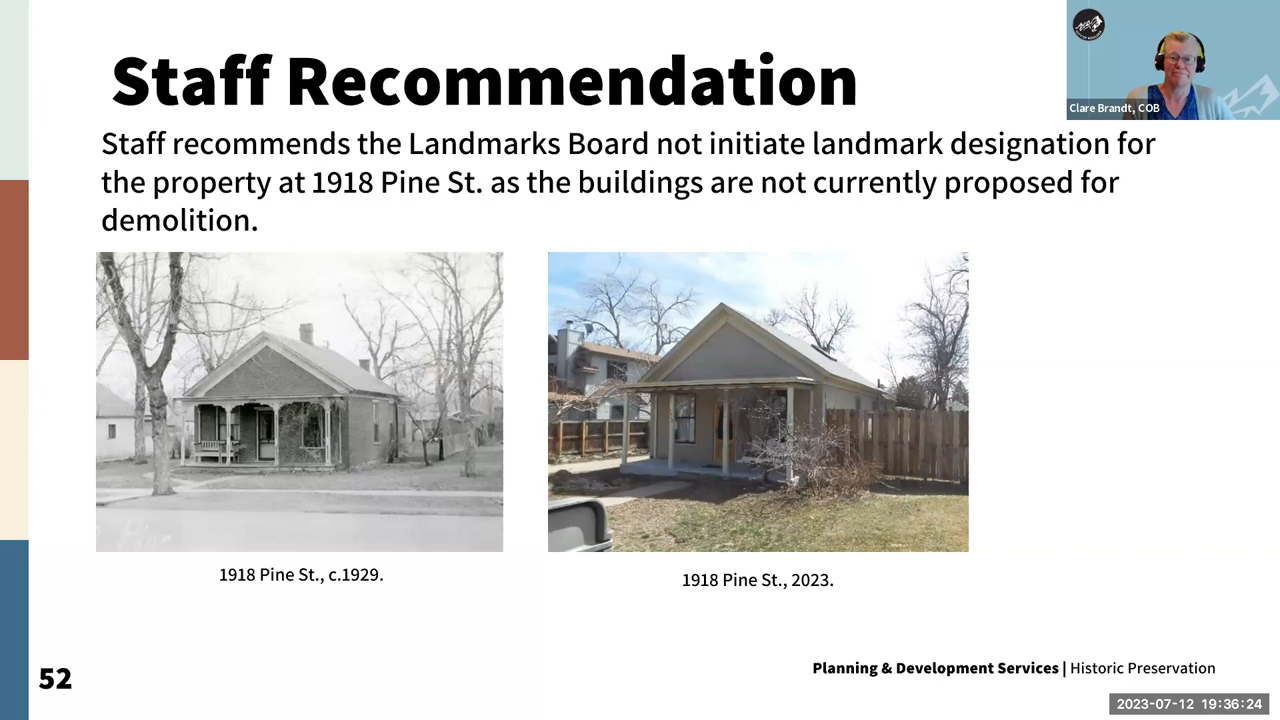 Staff Recommendation
Clare Brandt, COB
Staff recommends the Landmarks Board not initiate landmark designation for
the property at 1918 Pine St. as the buildings are not currently proposed for
demolition.
1918 Pine St., c.1929.
1918 Pine St., 2023.
52
Planning & Development Services | Historic Preservation
2023-07-12 19:36:24